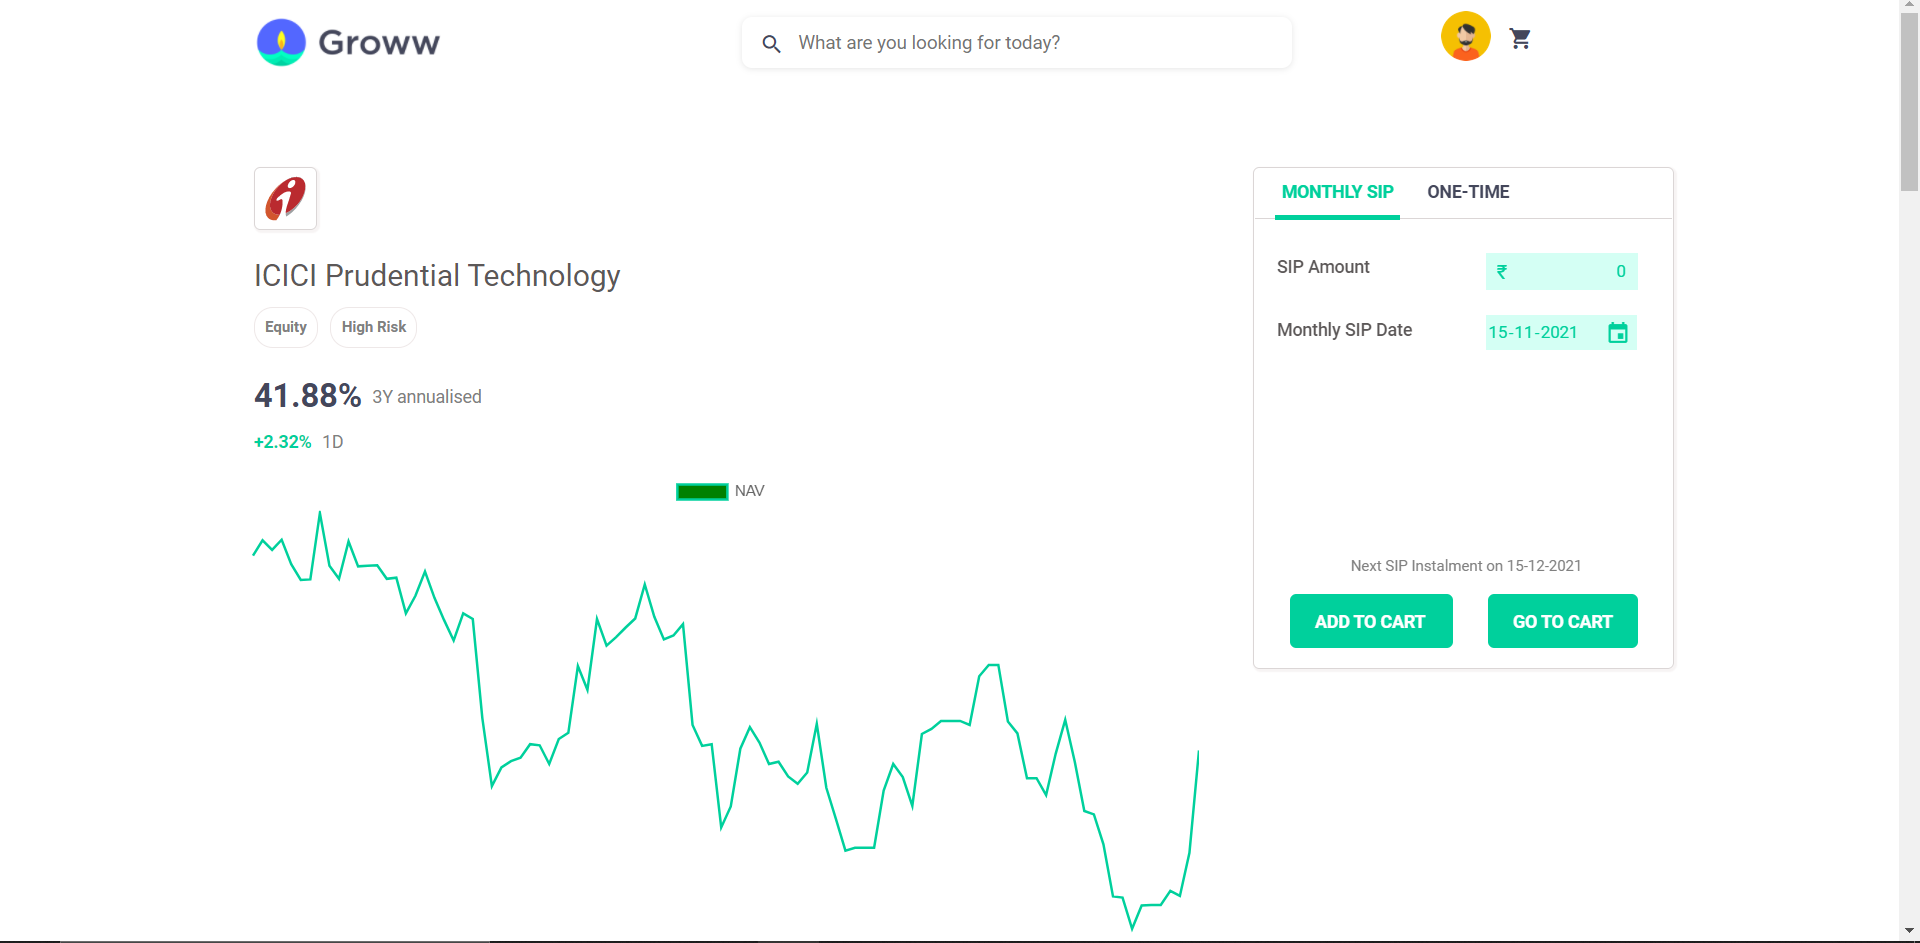 Groww
What are you looking for today?
ICICI Prudential Technology
Equity
High Risk
41.88% 3Y annualised
+2.32% 1D
NAV
MONTHLY SIP
ONE-TIME
SIP Amount
₹ 0
Monthly SIP Date
15-11-2021
Next SIP Instalment on 15-12-2021
ADD TO CART
GO TO CART